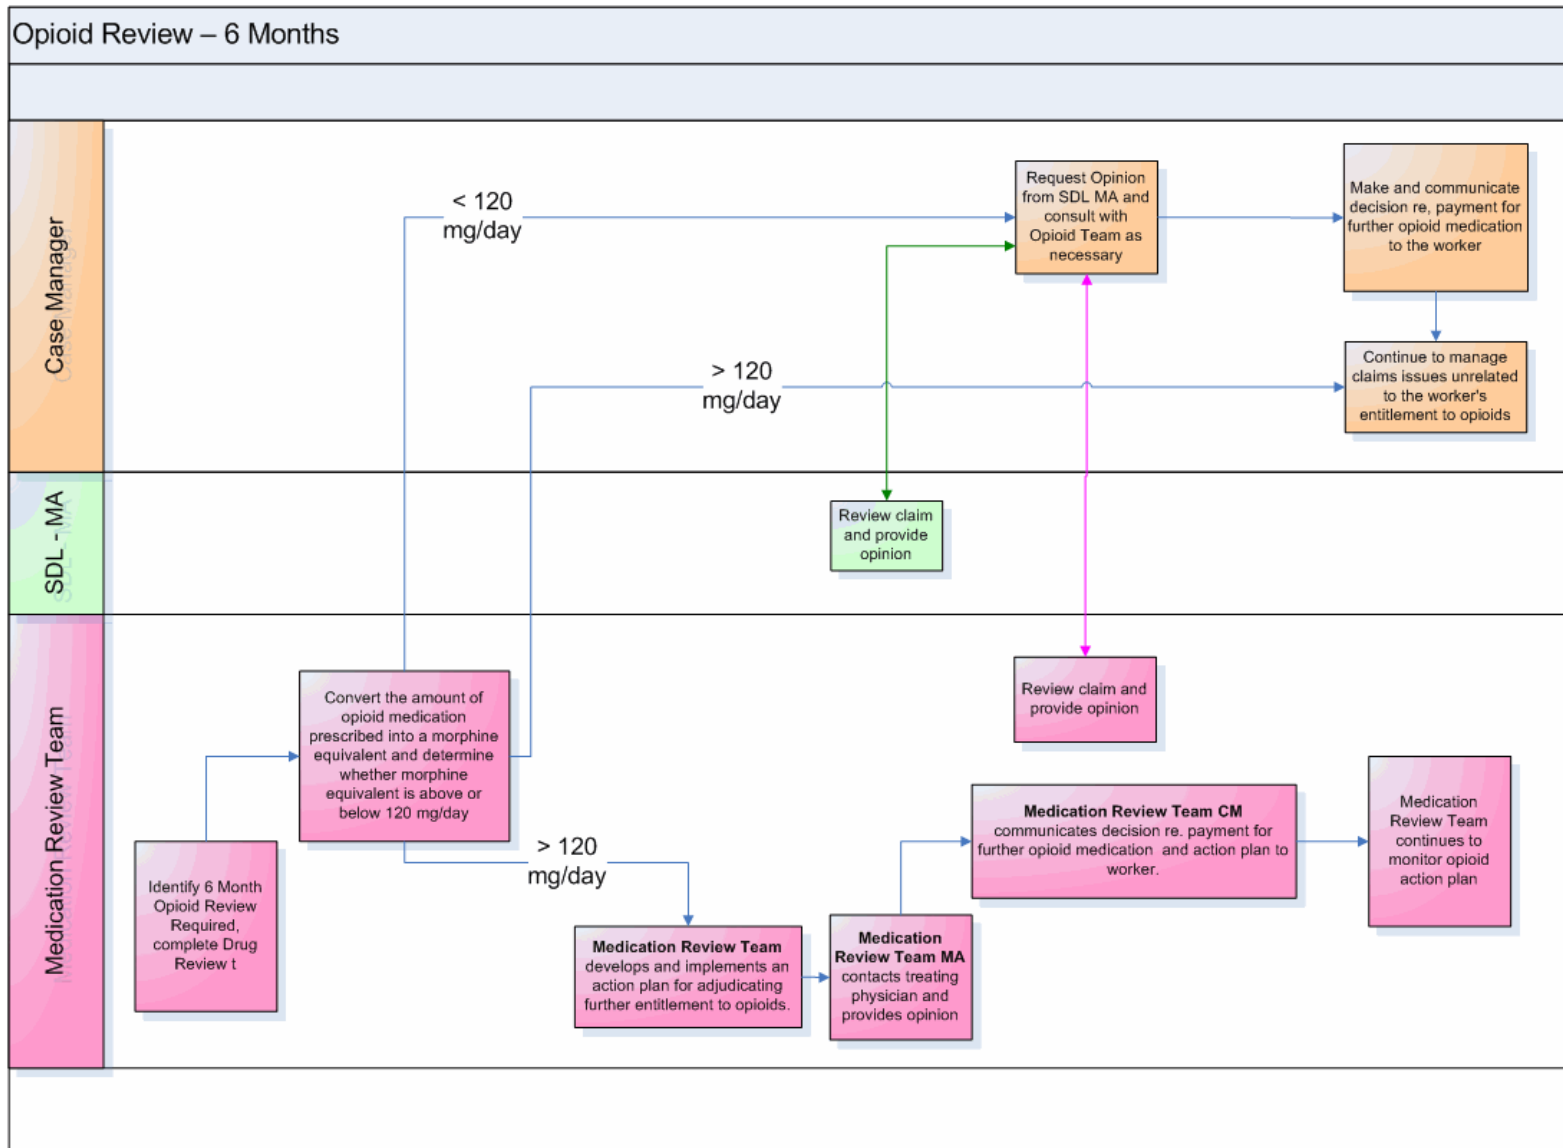 Opioid Review – 6 Months
Case Manager
< 120
mg/day
Request Opinion
from SDL MA and
consult with
Opioid Team as
necessary
Make and communicate
decision re, payment for
further opioid medication
to the worker
> 120
mg/day
Continue to manage
claims issues unrelated
to the worker's
entitlement to opioids
SDL - MA
Review claim
and provide
opinion
Medication Review Team
Identify 6 Month
Opioid Review
Required,
complete Drug
Review t
Convert the amount of
opioid medication
prescribed into a morphine
equivalent and determine
whether morphine
equivalent is above or
below 120 mg/day
> 120
mg/day
Medication Review Team
develops and implements an
action plan for adjudicating
further entitlement to opioids.
Medication
Review Team MA
contacts treating
physician and
provides opinion
Review claim and
provide opinion
Medication Review Team CM
communicates decision re. payment for
further opioid medication and action plan to
worker.
Medication
Review Team
continues to
monitor opioid
action plan